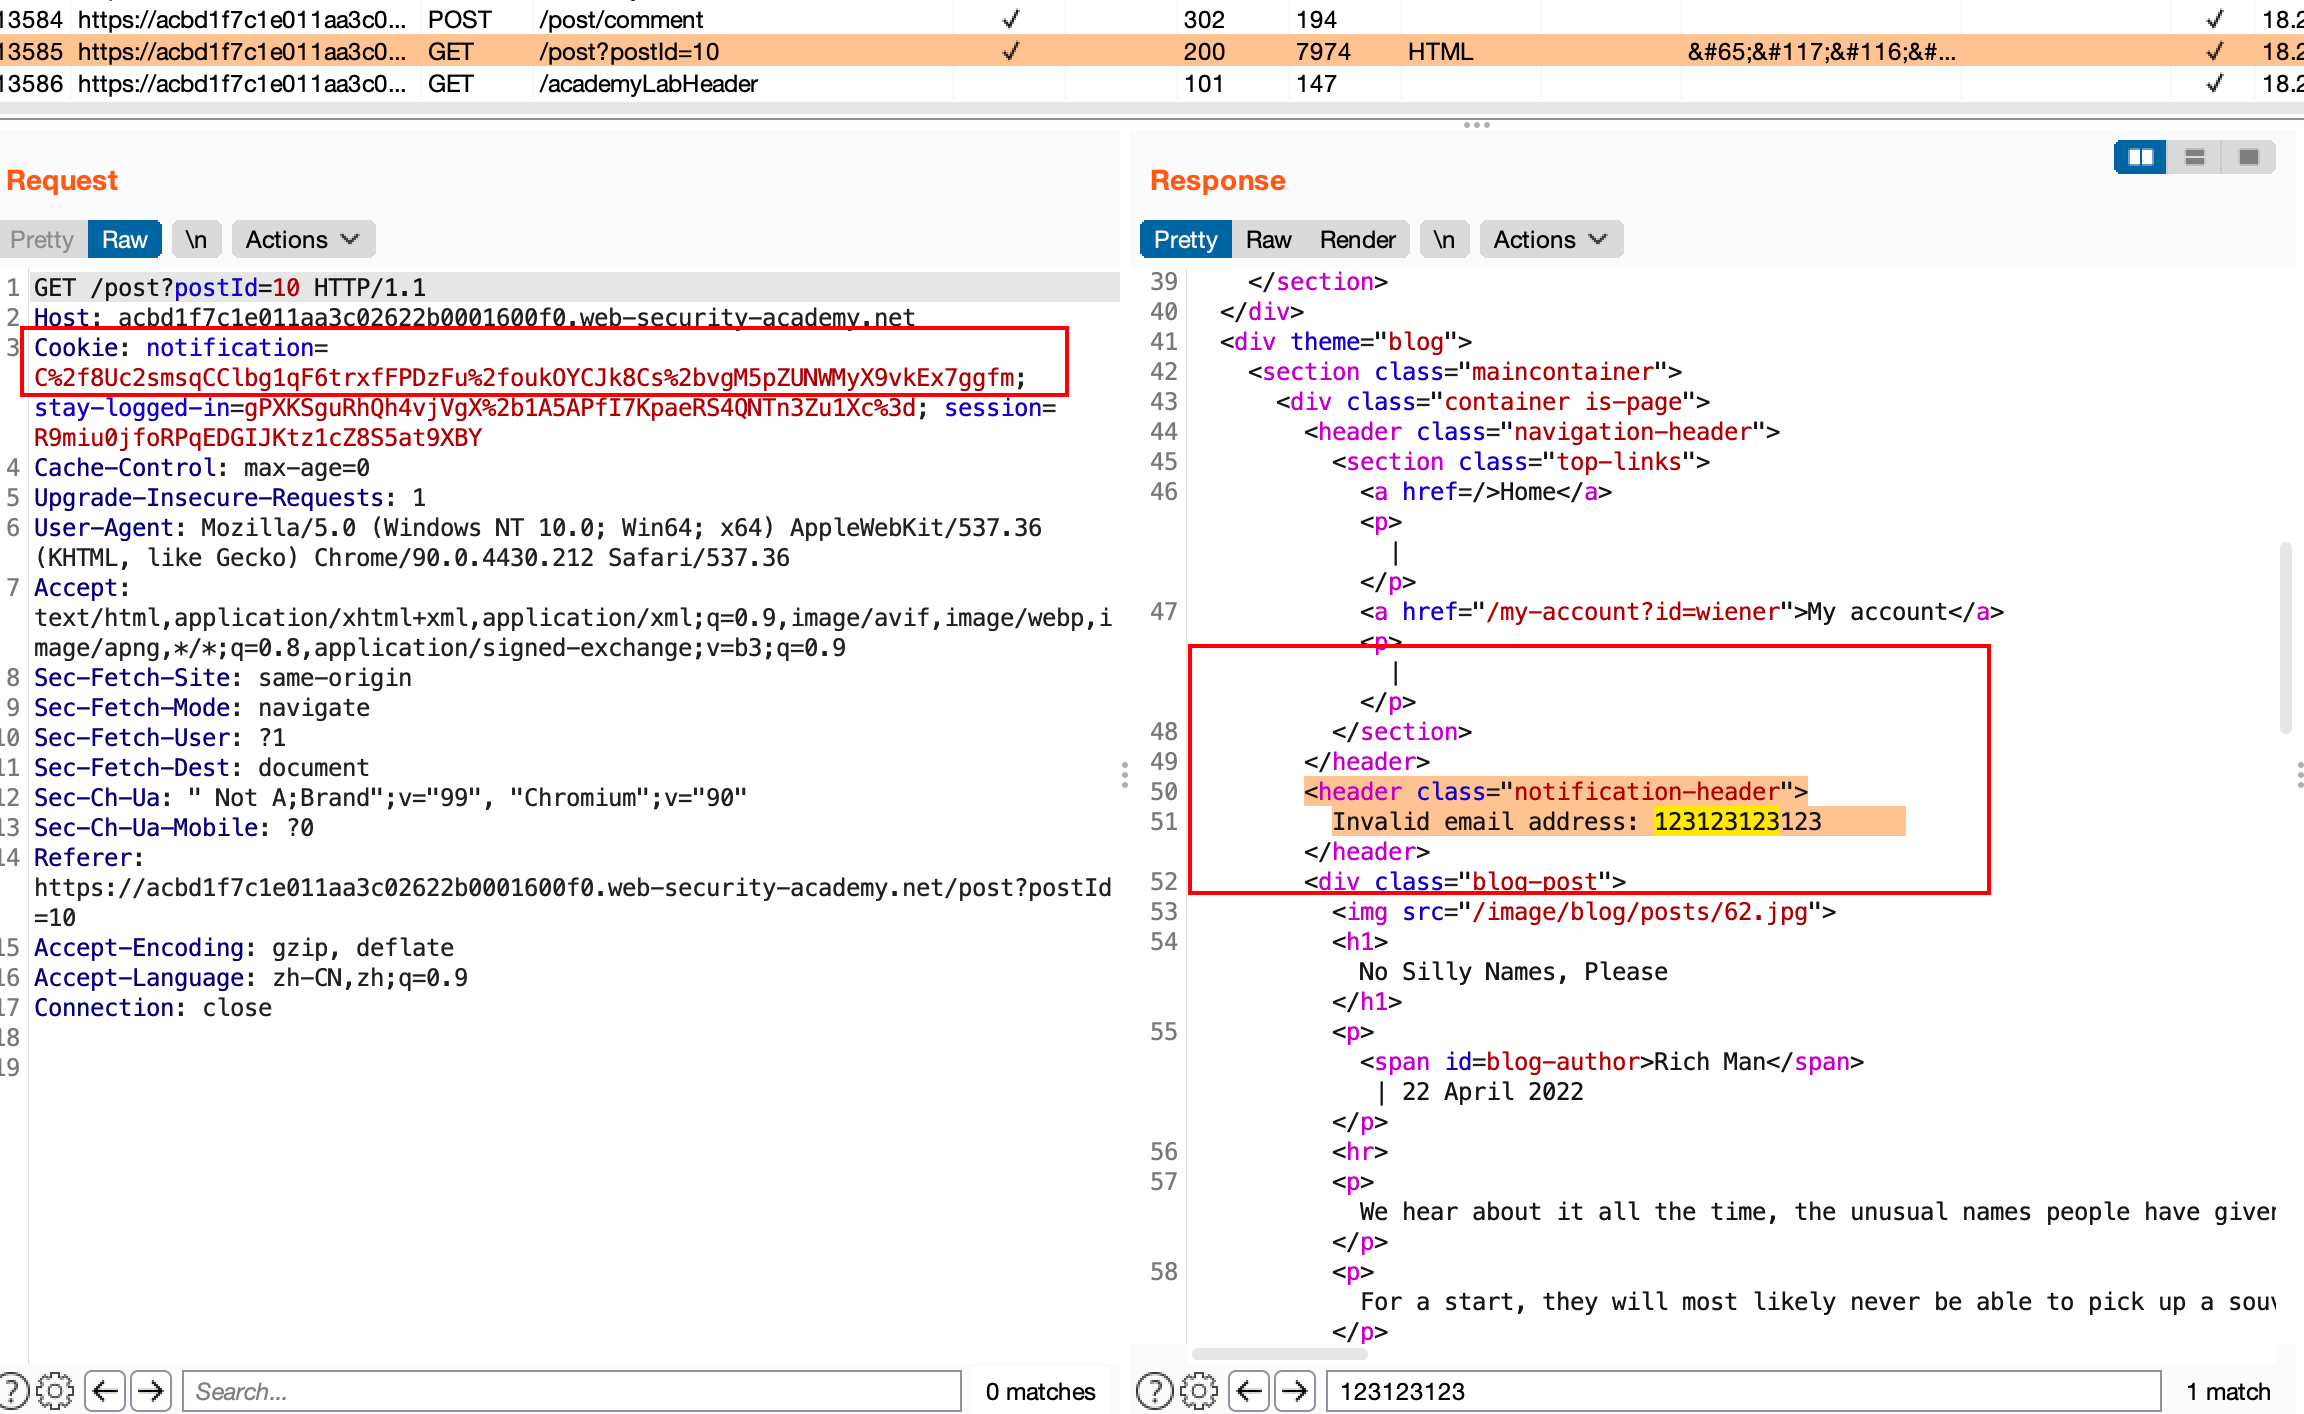 13584 https://acbd1f7c1e011aa3c0... POST /post/comment ✓ 302 194 ✓ 18.2
13585 https://acbd1f7c1e011aa3c0... GET /post?postId=10 ✓ 200 7974 HTML &#65;&#117;&#116;&#... ✓ 18.2
13586 https://acbd1f7c1e011aa3c0... GET /academyLabHeader 101 147 ✓ 18.2
Request
Pretty Raw \n Actions
1 GET /post?postId=10 HTTP/1.1
2 Host: acbd1f7c1e011aa3c02622b0001600f0.web-security-academy.net
3 Cookie: notification=
C%2f8Uc2smsqCClbg1qF6trxfFPDzFu%2foukOYCJk8Cs%2bvgM5pZUNWMyX9vkEx7ggfm;
stay-logged-in=gPXKSguRhQh4vjVgX%2b1A5APfI7KpaeRS4QNTn3Zu1Xc%3d; session=
R9miu0jfoRPqEDGIJKtz1cZ8S5at9XBY
4 Cache-Control: max-age=0
5 Upgrade-Insecure-Requests: 1
6 User-Agent: Mozilla/5.0 (Windows NT 10.0; Win64; x64) AppleWebKit/537.36
(KHTML, like Gecko) Chrome/90.0.4430.212 Safari/537.36
7 Accept:
text/html,application/xhtml+xml,application/xml;q=0.9,image/avif,image/webp,i
mage/apng,*/*;q=0.8,application/signed-exchange;v=b3;q=0.9
8 Sec-Fetch-Site: same-origin
9 Sec-Fetch-Mode: navigate
10 Sec-Fetch-User: ?1
11 Sec-Fetch-Dest: document
12 Sec-Ch-Ua: " Not A;Brand";v="99", "Chromium";v="90"
13 Sec-Ch-Ua-Mobile: ?0
14 Referer:
https://acbd1f7c1e011aa3c02622b0001600f0.web-security-academy.net/post?postId
=10
15 Accept-Encoding: gzip, deflate
16 Accept-Language: zh-CN,zh;q=0.9
17 Connection: close
18
19
Search... 0 matches
Response
Pretty Raw Render \n Actions
39 </section>
40 </div>
41 <div theme="blog">
42 <section class="maincontainer">
43 <div class="container is-page">
44 <header class="navigation-header">
45 <section class="top-links">
46 <a href=/>Home</a>
<p>
|
</p>
47 <a href="/my-account?id=wiener">My account</a>
<p>
|
</p>
48 </section>
49 </header>
50 <header class="notification-header">
51 Invalid email address: 123123123123
</header>
52 <div class="blog-post">
53 <img src="/image/blog/posts/62.jpg">
54 <h1>
No Silly Names, Please
</h1>
55 <p>
<span id=blog-author>Rich Man</span>
| 22 April 2022
</p>
56 <hr>
57 <p>
We hear about it all the time, the unusual names people have given
</p>
58 <p>
For a start, they will most likely never be able to pick up a souv
</p>
123123123 1 match